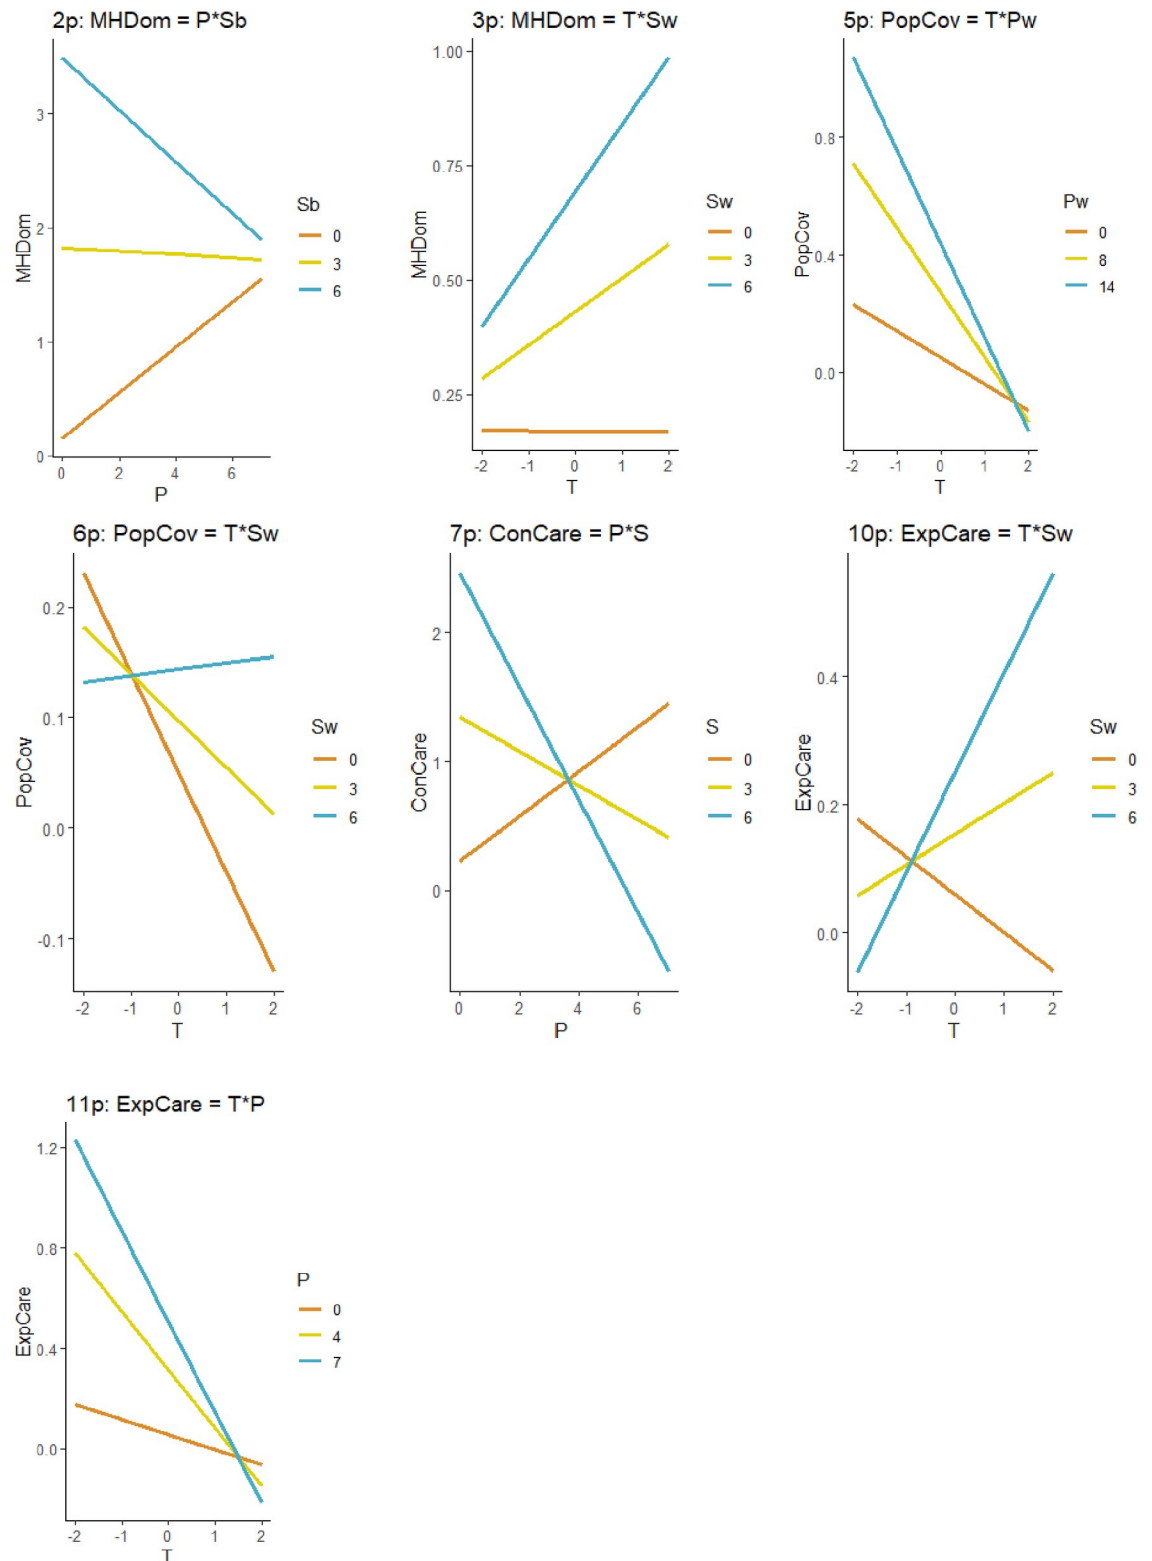 2p: MHDom = P*Sb
3p: MHDom = T*Sw
5p: PopCov = T*Pw
MHDom
3
2
1
0
0 2 4 6
P
Sb
0
3
6
MHDom
1.00
0.75
0.50
0.25
-2 -1 0 1 2
T
Sw
0
3
6
PopCov
0.8
0.4
0.0
-2 -1 0 1 2
T
Pw
0
8
14
6p: PopCov = T*Sw
7p: ConCare = P*S
10p: ExpCare = T*Sw
PopCov
0.2
0.1
0.0
-0.1
-2 -1 0 1 2
T
Sw
0
3
6
ConCare
2
1
0
0 2 4 6
P
S
0
3
6
ExpCare
0.4
0.2
0.0
-2 -1 0 1 2
T
Sw
0
3
6
11p: ExpCare = T*P
ExpCare
1.2
0.8
0.4
0.0
-2 -1 0 1 2
T
P
0
4
7